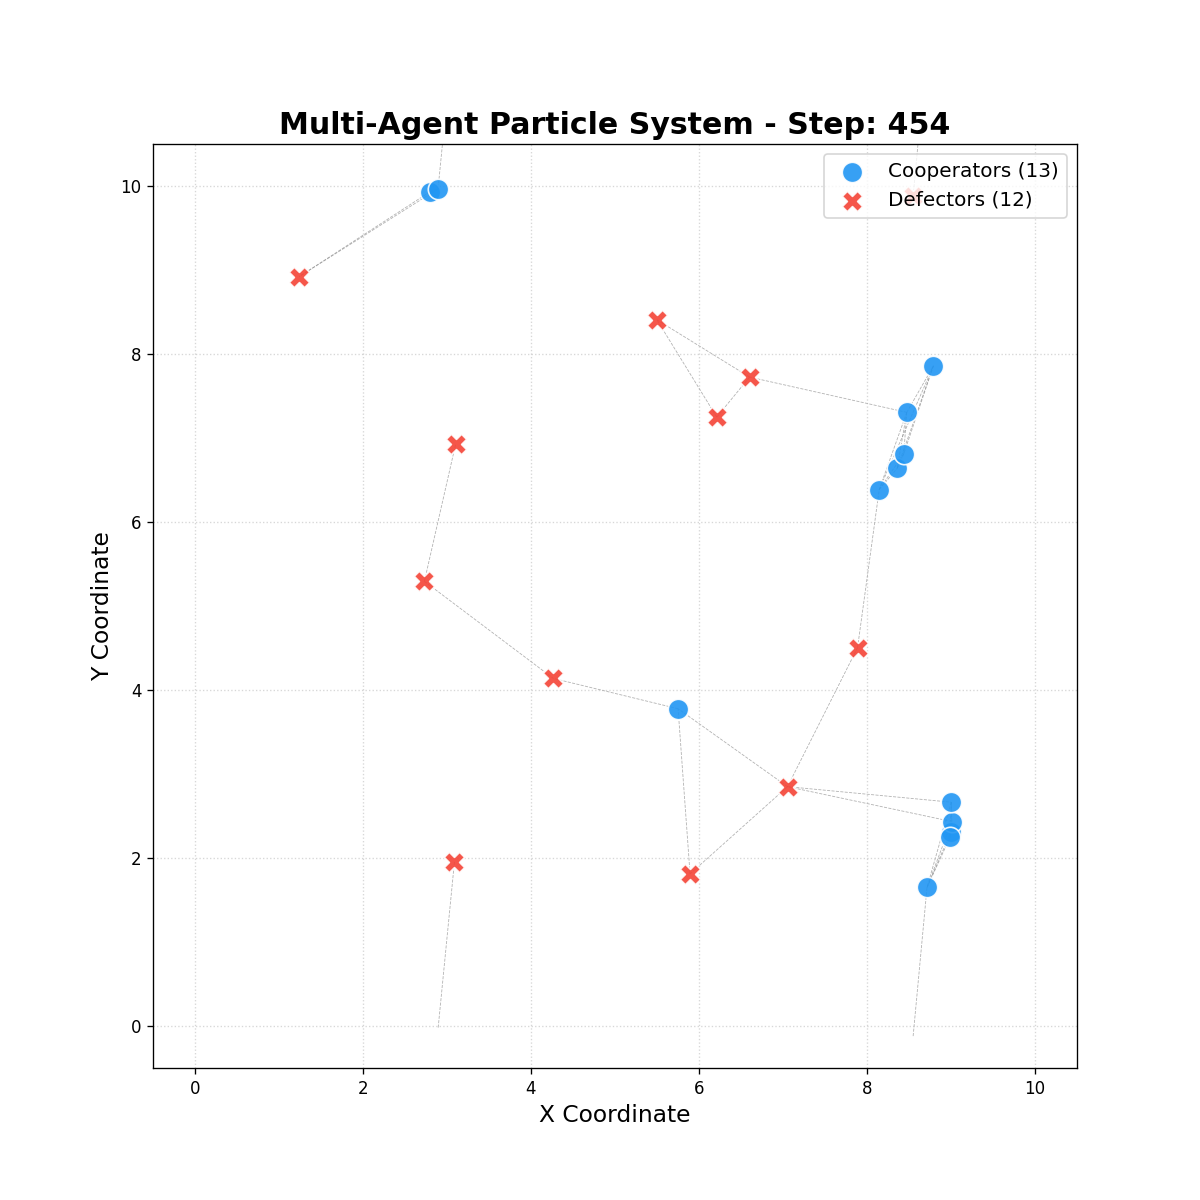 Multi-Agent Particle System - Step: 454
Cooperators (13)
Defectors (12)
10
8
6
4
2
0
Y Coordinate
0 2 4 6 8 10
X Coordinate